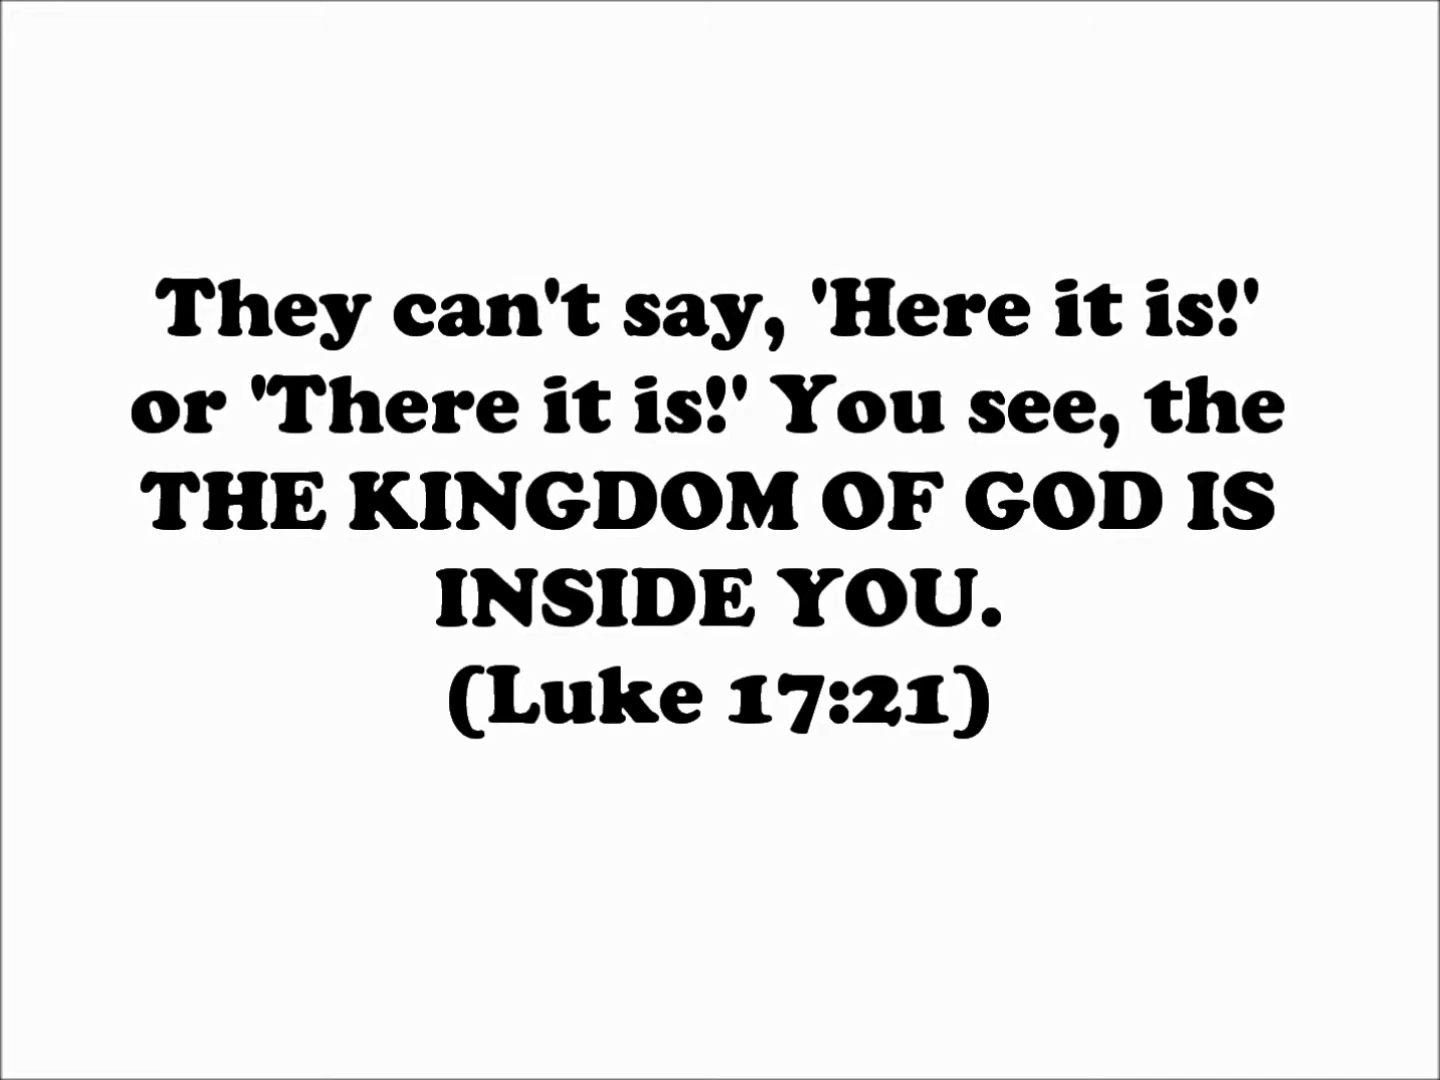 They can't say, 'Here it is!'
or 'There it is!' You see, the
THE KINGDOM OF GOD IS
INSIDE YOU.
(Luke 17:21)